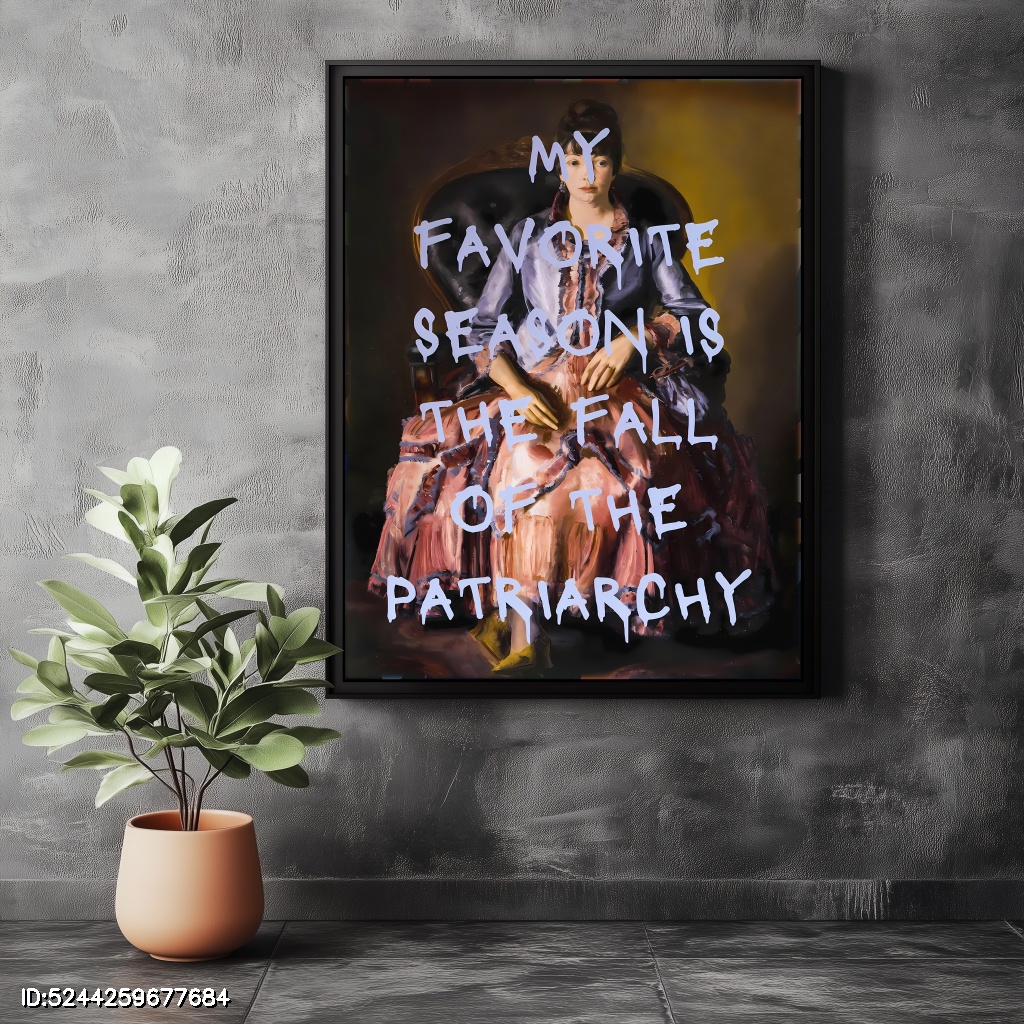 MY
FAVORITE
SEASON IS
THE FALL
OF THE
PATRIARCHY
ID:5244259677684